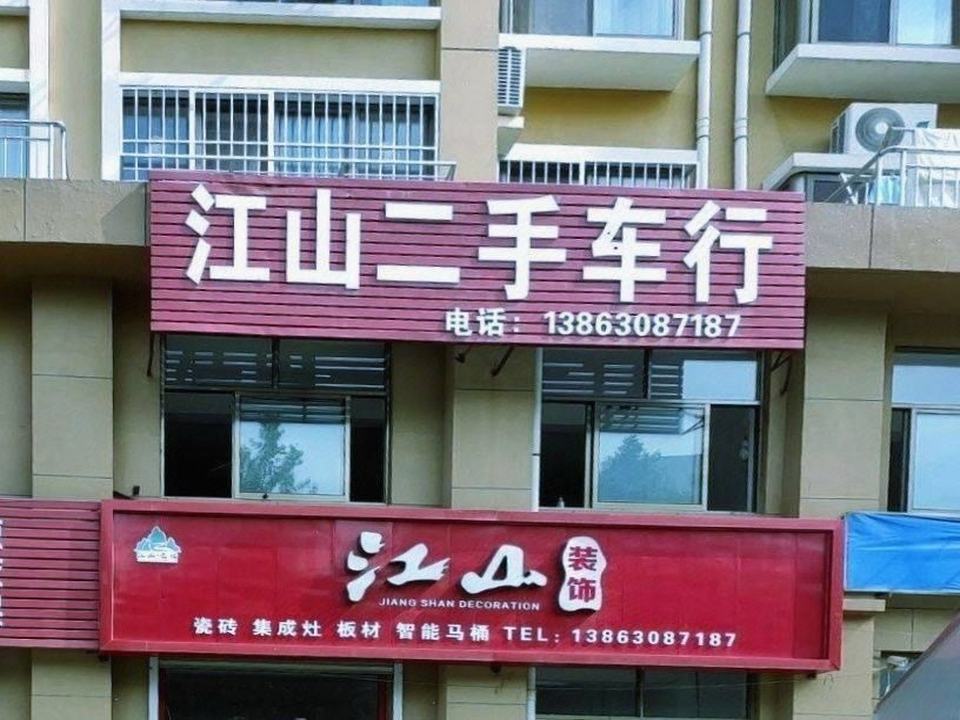 江山二手车行
电话：13863087187
江山装饰
JIANG SHAN DECORATION
瓷砖 集成灶 板材 智能马桶 TEL：13863087187